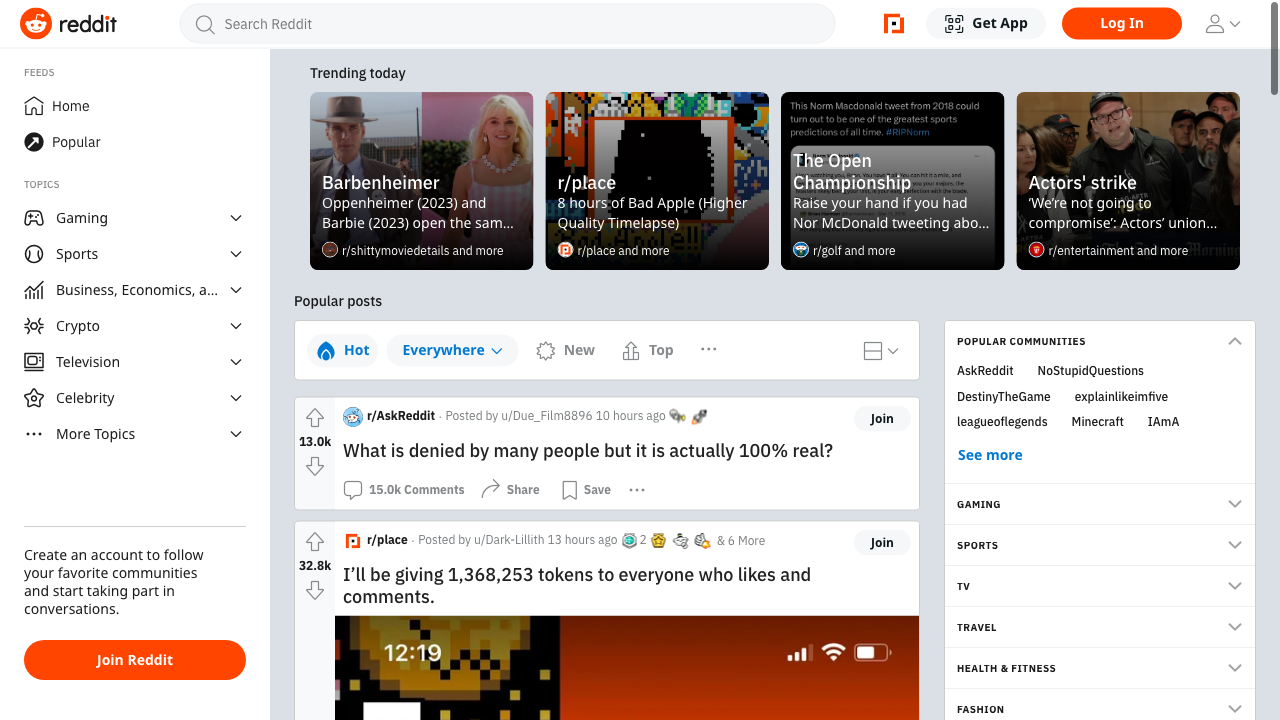 reddit
Search Reddit
Get App
Log In
FEEDS
Home
Popular
TOPICS
Gaming
Sports
Business, Economics, a...
Crypto
Television
Celebrity
More Topics
Create an account to follow
your favorite communities
and start taking part in
conversations.
Join Reddit
Trending today
Barbenheimer
Oppenheimer (2023) and
Barbie (2023) open the sam...
r/shittymoviedetails and more
r/place
8 hours of Bad Apple (Higher
Quality Timelapse)
r/place and more
This Norm Macdonald tweet from 2018 could
turn out to be one of the greatest sports
predictions of all time. #RIPNorm
The Open
Championship
Raise your hand if you had
Nor McDonald tweeting abo...
r/golf and more
Actors' strike
‘We’re not going to
compromise’: Actors’ union...
r/entertainment and more
Popular posts
Hot
Everywhere
New
Top
13.0k
r/AskReddit · Posted by u/Due_Film8896 10 hours ago
Join
What is denied by many people but it is actually 100% real?
15.0k Comments
Share
Save
32.8k
r/place · Posted by u/Dark-Lillith 13 hours ago 2 & 6 More
Join
I’ll be giving 1,368,253 tokens to everyone who likes and
comments.
12:19
POPULAR COMMUNITIES
AskReddit NoStupidQuestions
DestinyTheGame explainlikeimfive
leagueoflegends Minecraft IAmA
See more
GAMING
SPORTS
TV
TRAVEL
HEALTH & FITNESS
FASHION